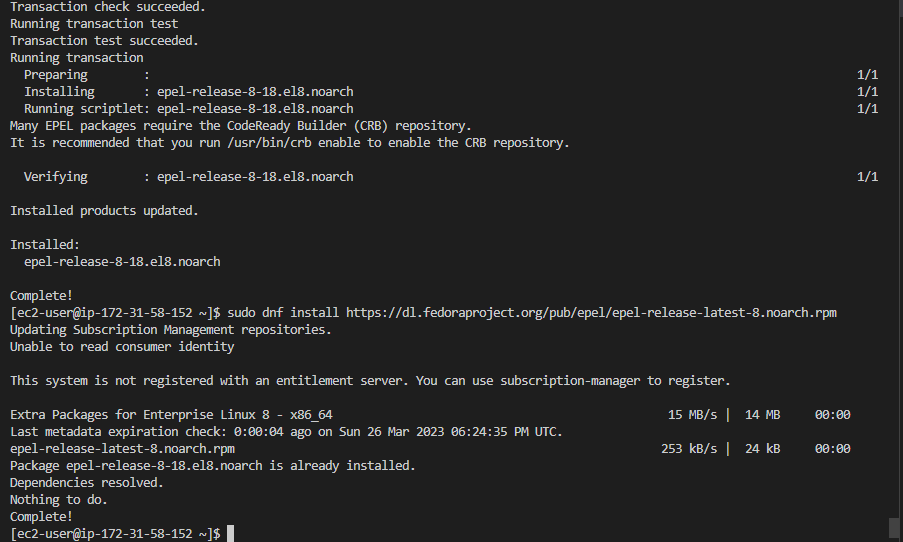 Transaction check succeeded.
Running transaction test
Transaction test succeeded.
Running transaction
  Preparing        :                                                                                                     1/1
  Installing       : epel-release-8-18.el8.noarch                                                                        1/1
  Running scriptlet: epel-release-8-18.el8.noarch                                                                        1/1
Many EPEL packages require the CodeReady Builder (CRB) repository.
It is recommended that you run /usr/bin/crb enable to enable the CRB repository.
  Verifying        : epel-release-8-18.el8.noarch                                                                        1/1
Installed products updated.
Installed:
  epel-release-8-18.el8.noarch
Complete!
[ec2-user@ip-172-31-58-152 ~]$ sudo dnf install https://dl.fedoraproject.org/pub/epel/epel-release-latest-8.noarch.rpm
Updating Subscription Management repositories.
Unable to read consumer identity
This system is not registered with an entitlement server. You can use subscription-manager to register.
Extra Packages for Enterprise Linux 8 - x86_64                                                15 MB/s |  14 MB     00:00
Last metadata expiration check: 0:00:04 ago on Sun 26 Mar 2023 06:24:35 PM UTC.
epel-release-latest-8.noarch.rpm                                                             253 kB/s |  24 kB     00:00
Package epel-release-8-18.el8.noarch is already installed.
Dependencies resolved.
Nothing to do.
Complete!
[ec2-user@ip-172-31-58-152 ~]$